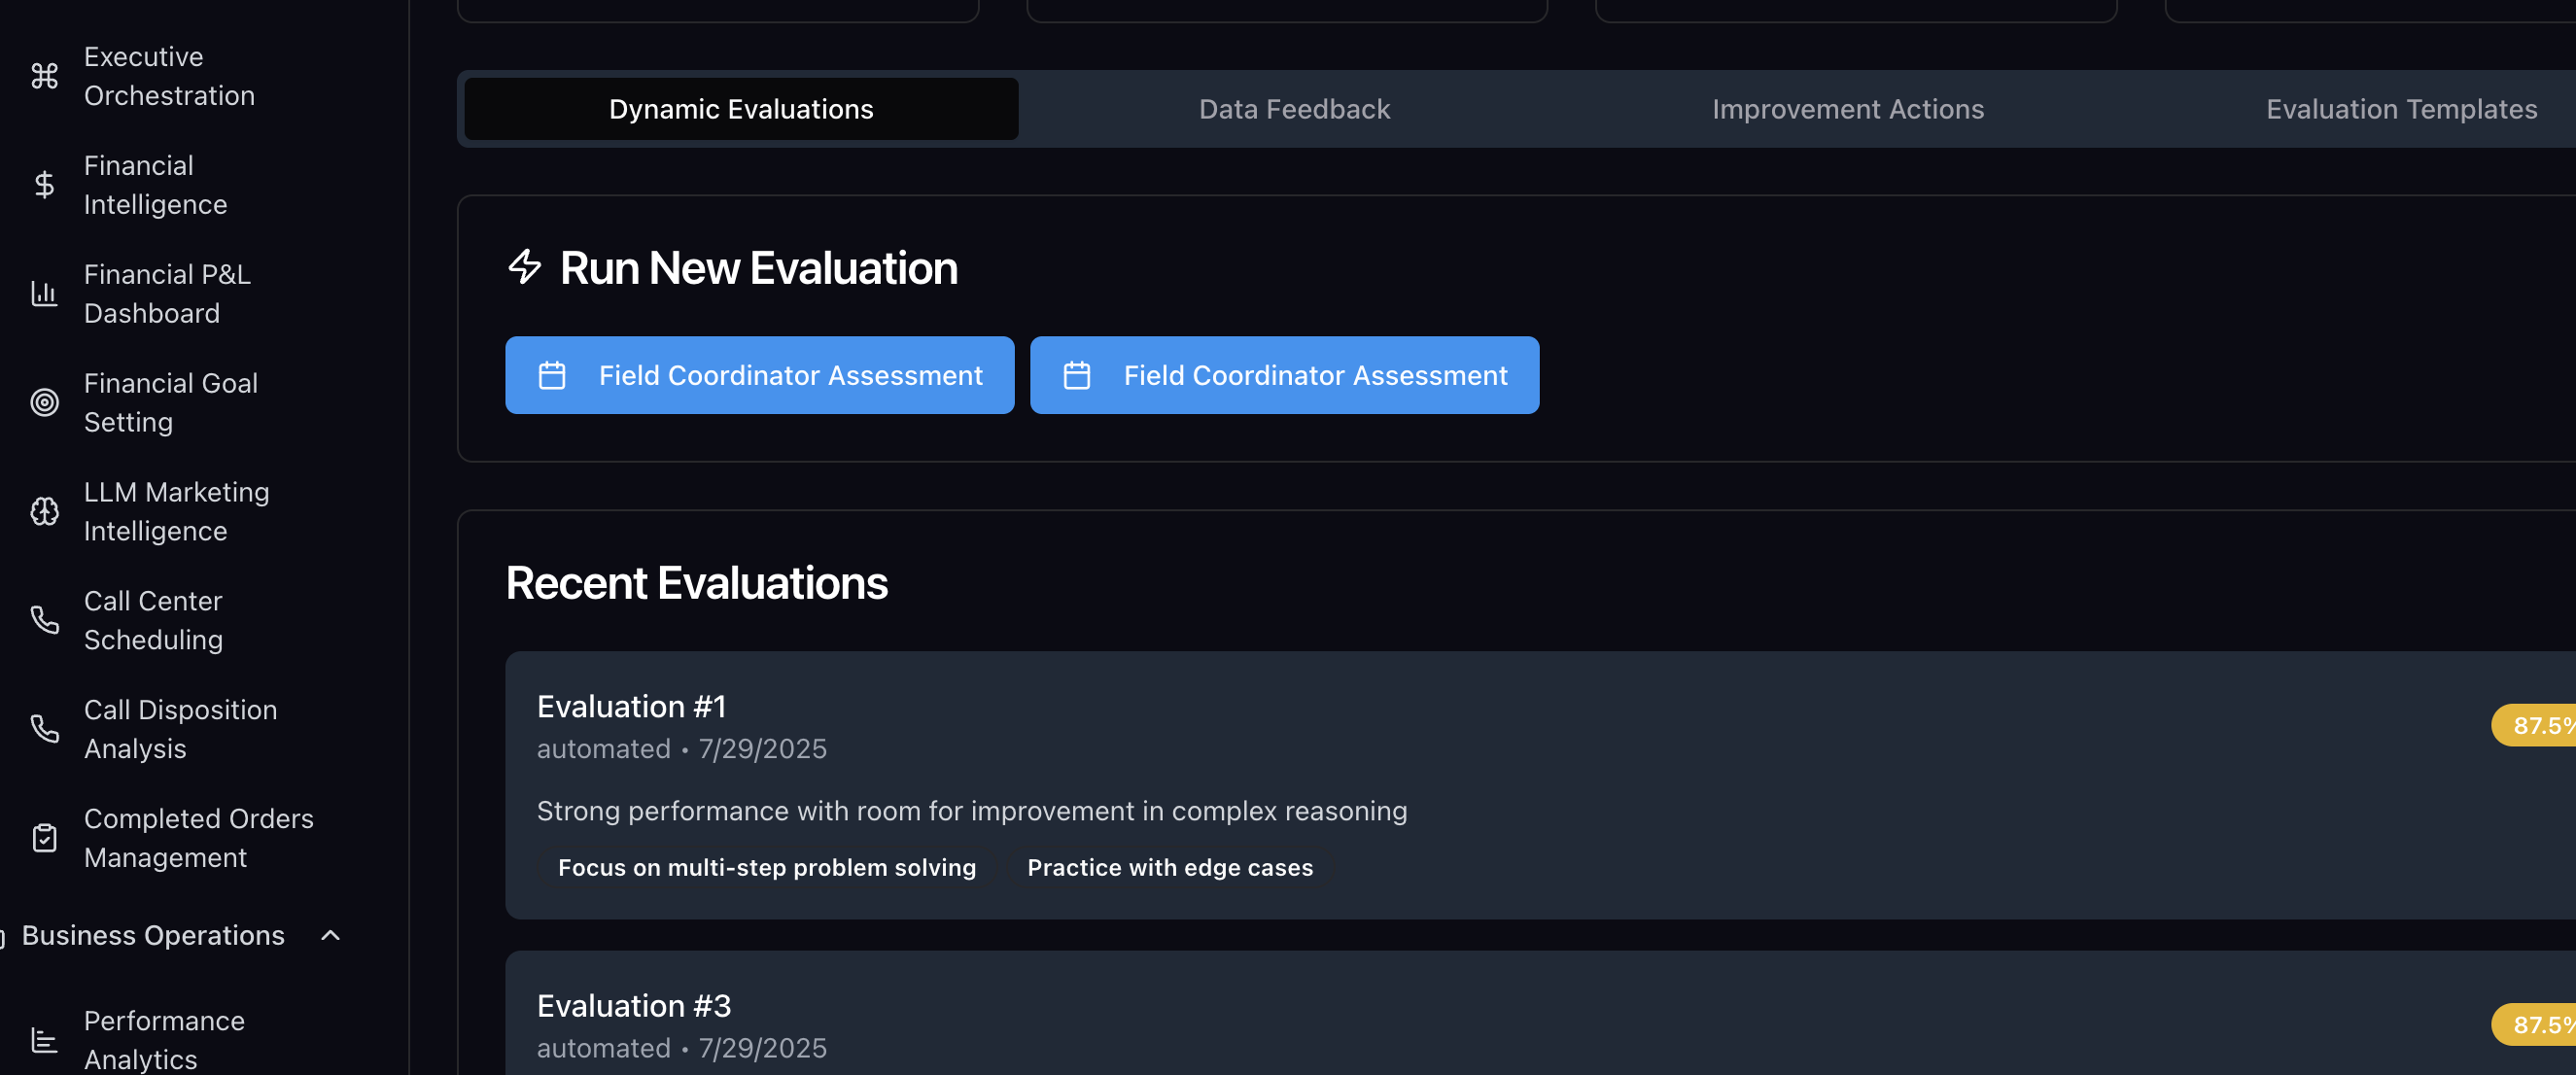 Executive
Orchestration
Financial
Intelligence
Financial P&L
Dashboard
Financial Goal
Setting
LLM Marketing
Intelligence
Call Center
Scheduling
Call Disposition
Analysis
Completed Orders
Management
Business Operations
Performance
Analytics
Dynamic Evaluations
Data Feedback
Improvement Actions
Evaluation Templates
Run New Evaluation
Field Coordinator Assessment
Field Coordinator Assessment
Recent Evaluations
Evaluation #1
automated • 7/29/2025
87.5%
Strong performance with room for improvement in complex reasoning
Focus on multi-step problem solving
Practice with edge cases
Evaluation #3
automated • 7/29/2025
87.5%